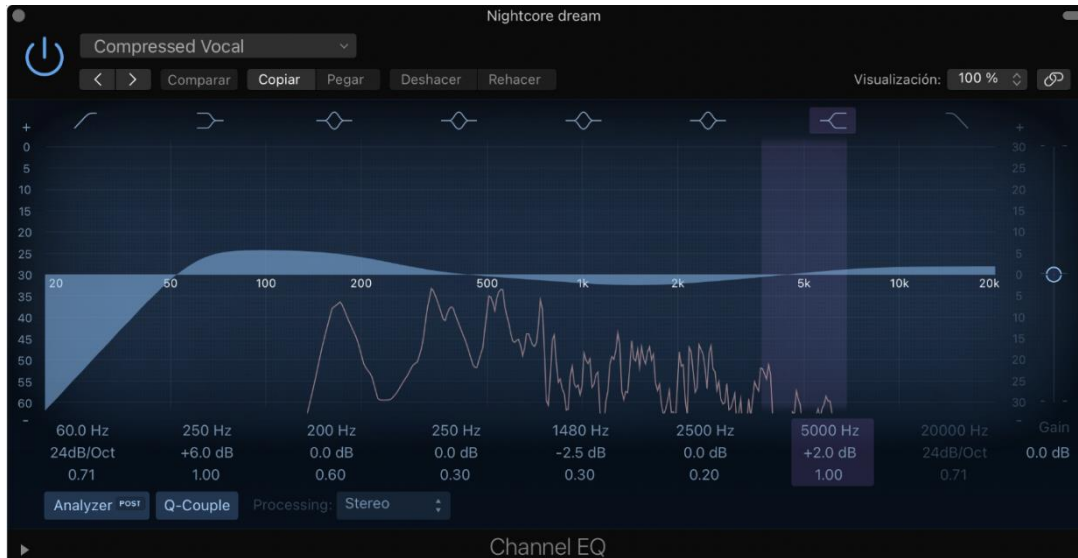 Nightcore dream
Compressed Vocal
Comparar Copiar Pegar Deshacer Rehacer Visualización: 100 %
+ +
0 30
5 25
10 20
15 15
20 10
25 5
30 20 50 100 200 500 1k 2k 5k 10k 20k 0
35 5
40 10
45 15
50 20
55 25
60 30
- -
60.0 Hz 250 Hz 200 Hz 250 Hz 1480 Hz 2500 Hz 5000 Hz 20000 Hz Gain
24dB/Oct +6.0 dB 0.0 dB 0.0 dB -2.5 dB 0.0 dB +2.0 dB 24dB/Oct 0.0 dB
0.71 1.00 0.60 0.30 0.30 0.20 1.00 0.71
Analyzer POST Q-Couple Processing: Stereo
Channel EQ